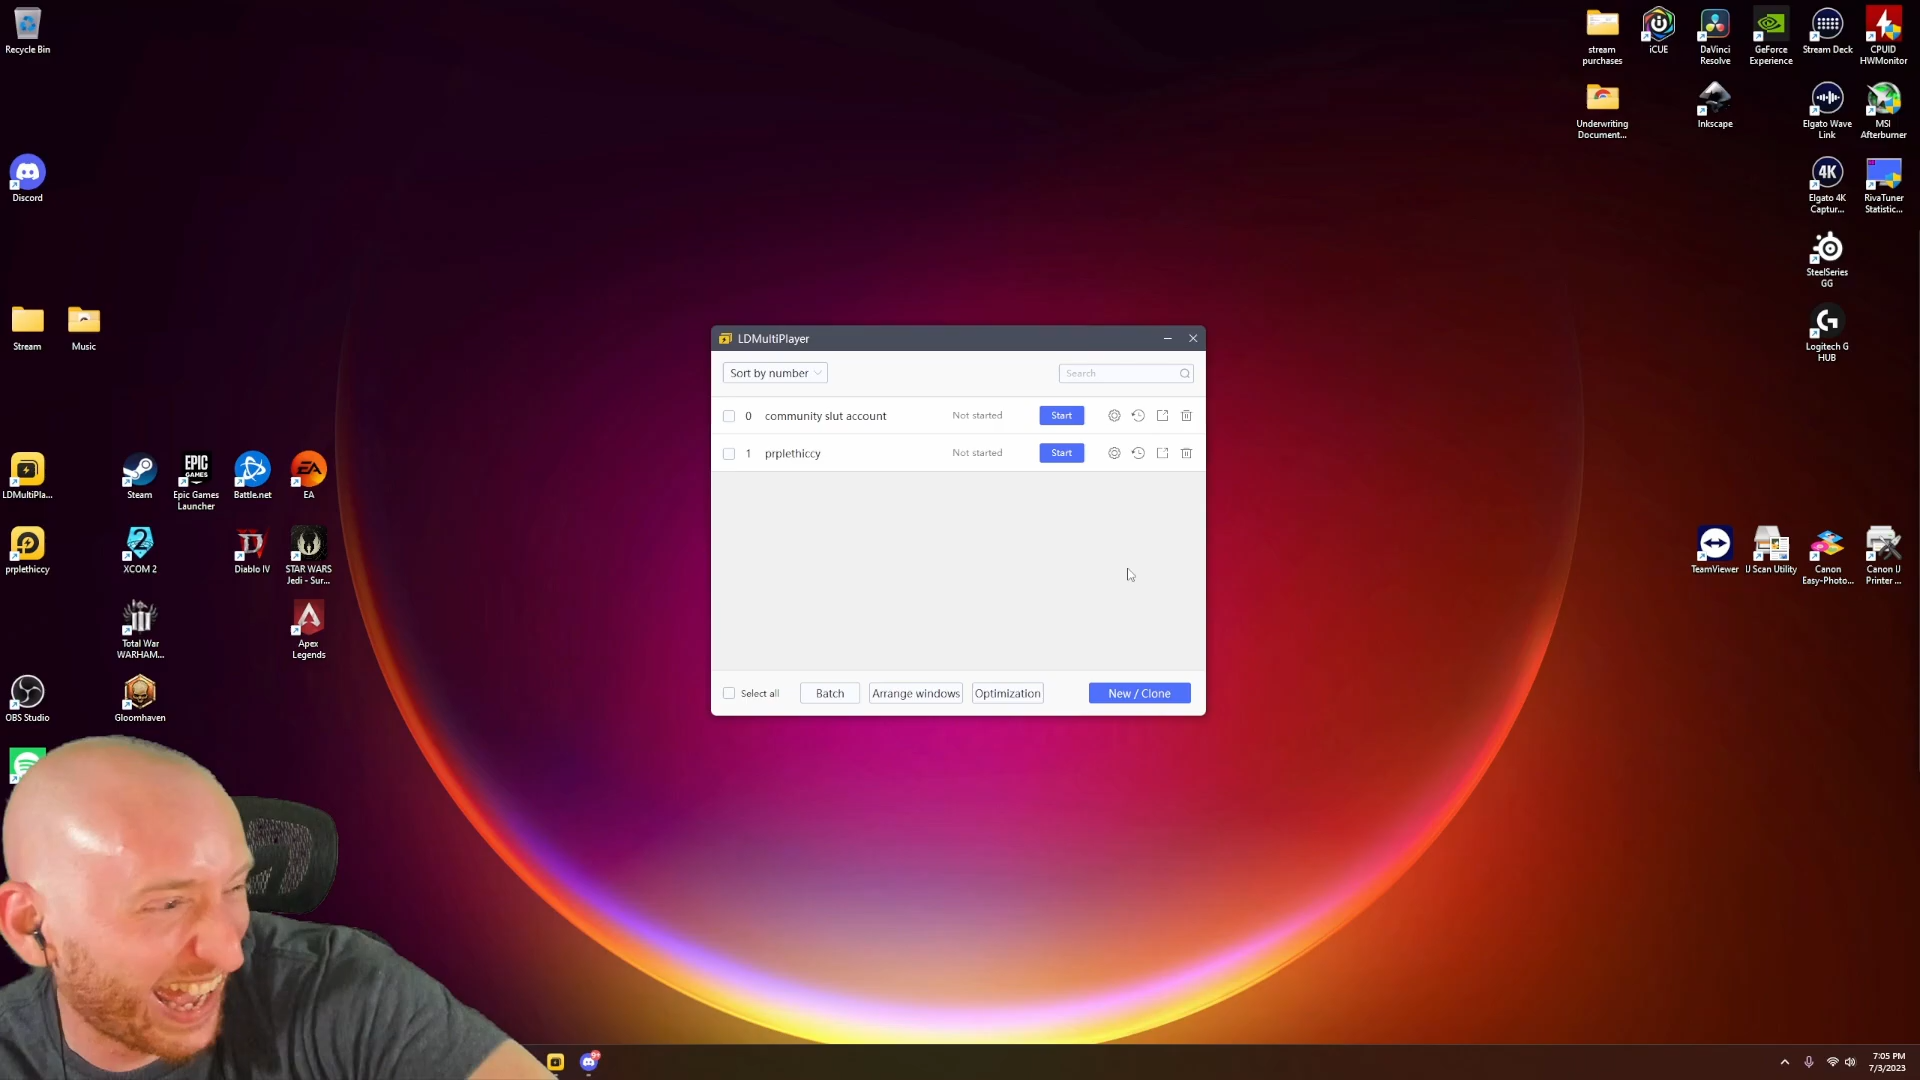 Recycle Bin
stream
purchases
iCUE
DaVinci
Resolve
GeForce
Experience
Stream Deck
CPUID
HWMonitor
Underwriting
Document...
Inkscape
Elgato Wave
Link
MSI
Afterburner
Discord
4K
Elgato 4K
Captur...
RivaTuner
Statistic...
SteelSeries
GG
Stream
Music
Logitech G
HUB
LDMultiPlayer
Sort by number
Search
0 community slut account Not started Start
1 prplethiccy Not started Start
Select all
Batch
Arrange windows
Optimization
New / Clone
LDMultiPla...
Steam
EPIC
GAMES
Epic Games
Launcher
Battle.net
EA
EA
prplethiccy
XCOM 2
Diablo IV
STAR WARS
Jedi - Sur...
TeamViewer
IJ Scan Utility
Canon
Easy-Photo...
Canon IJ
Printer ...
Total War
WARHAM...
Apex
Legends
OBS Studio
Gloomhaven
7:05 PM
7/3/2023